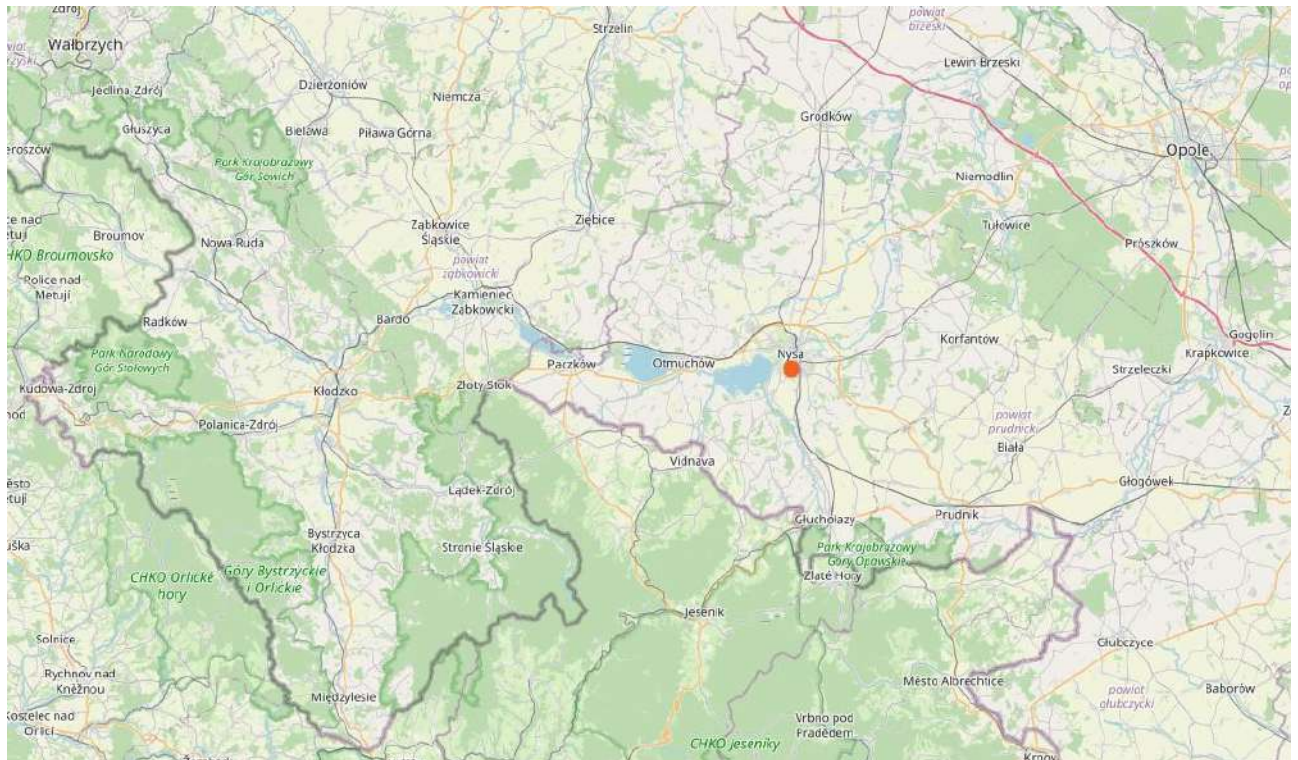 Zdrój
Wałbrzych
Jedlina-Zdrój
Głuszyca
Dzierżoniów
Bielawa
Piława Górna
Niemcza
Strzelin
powiat
brzeski
Lewin Brzeski
Grodków
Opole
Niemodlin
Tułowice
Prószków
Park Krajobrazowy
Gór Sowich
Ząbkowice
Śląskie
Ziębice
powiat
ząbkowicki
Kamieniec
Ząbkowicki
Nowa Ruda
Broumov
CHKO Broumovsko
Police nad
Metují
Radków
Bardo
Park Narodowy
Gór Stołowych
Kudowa-Zdrój
Kłodzko
Polanica-Zdrój
Złoty Stok
Paczków
Otmuchów
Nysa
Korfantów
Gogolin
Krapkowice
Strzeleczki
powiat
prudnicki
Biała
Głogówek
Vidnava
Lądek-Zdrój
Głuchołazy
Prudnik
Park Krajobrazowy
Góry Opawskie
Zlaté Hory
Bystrzyca
Kłodzka
Stronie Śląskie
CHKO Orlické
hory
Góry Bystrzyckie
i Orlickie
Jeseník
Solnice
Rychnov nad
Kněžnou
Kostelec nad
Orlicí
Międzylesie
Głubczyce
powiat
głubczycki
Baborów
Město Albrechtice
Vrbno pod
Pradědem
CHKO Jeseníky
Krnov